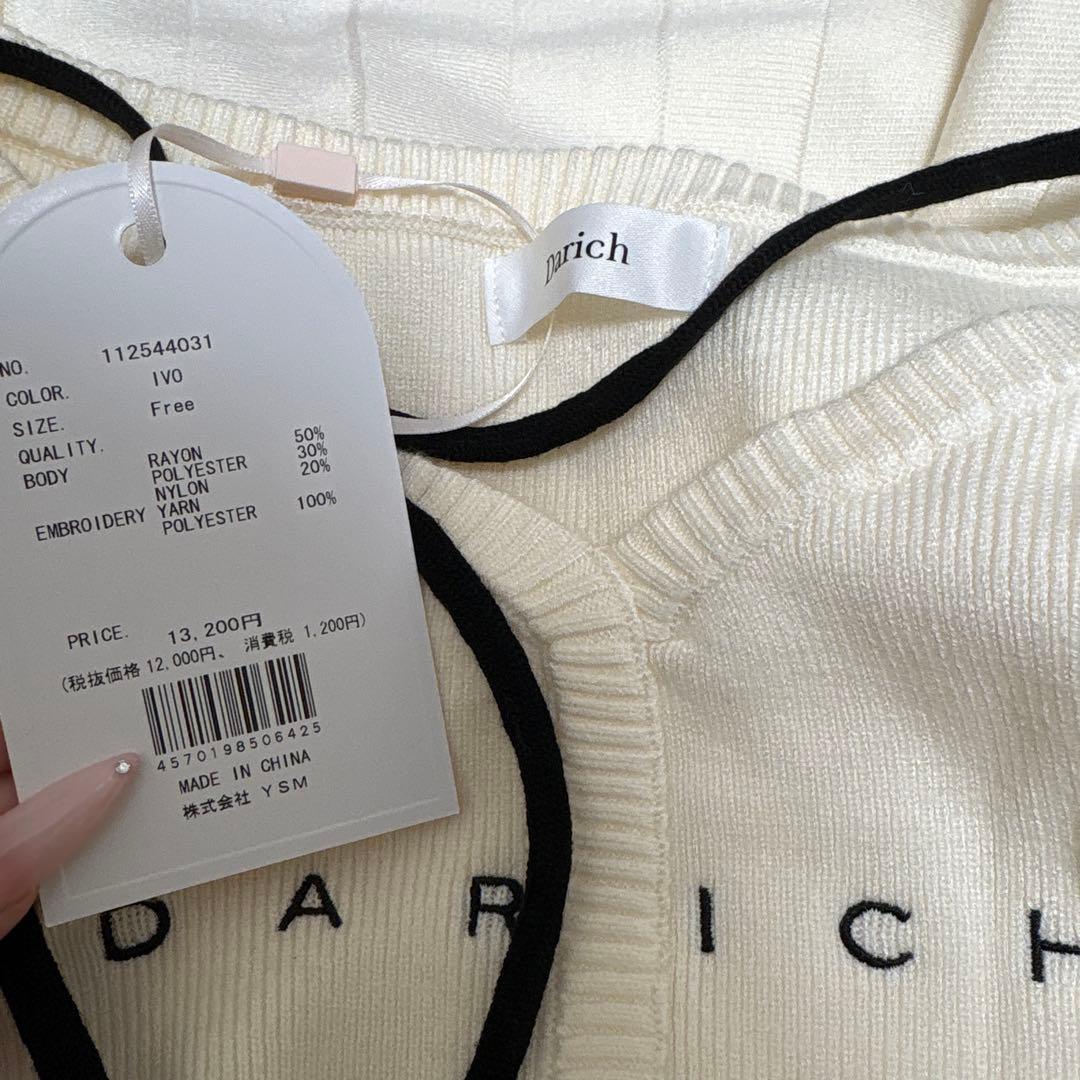 Darich
NO. 112544031
COLOR. IVO
SIZE. Free
QUALITY.
BODY RAYON 50%
POLYESTER 30%
NYLON 20%
EMBROIDERY YARN
POLYESTER 100%
PRICE. 13,200円
(税抜価格 12,000円、 消費税 1,200円)
4570198506425
MADE IN CHINA
株式会社 YSM
DARICH